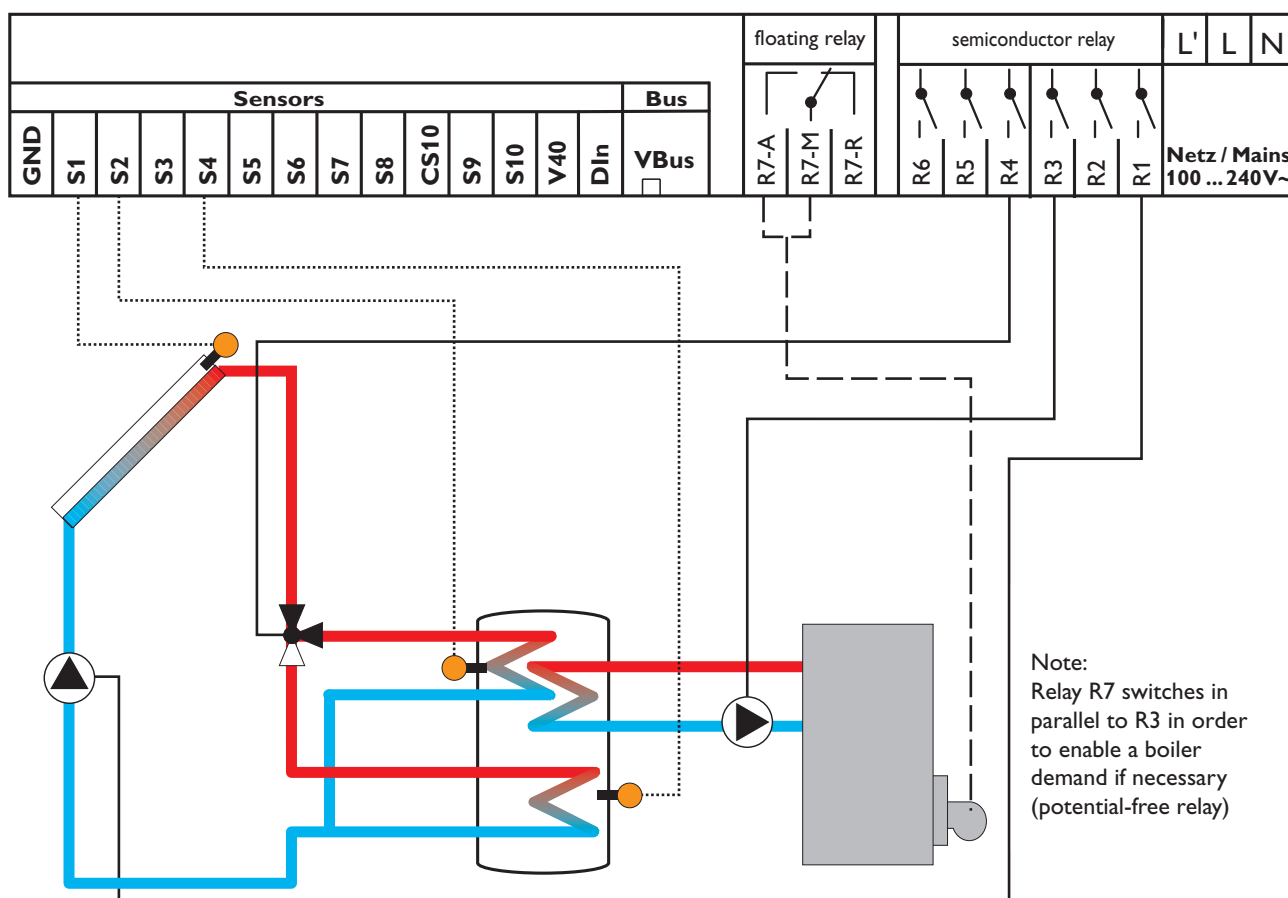 floating relay
semiconductor relay
L'
L
N
Sensors
Bus
GND
S1
S2
S3
S4
S5
S6
S7
S8
CS10
S9
S10
V40
DIn
VBus
R7-A
R7-M
R7-R
R6
R5
R4
R3
R2
R1
Netz / Mains
100 ... 240V~
Note:
Relay R7 switches in
parallel to R3 in order
to enable a boiler
demand if necessary
(potential-free relay)